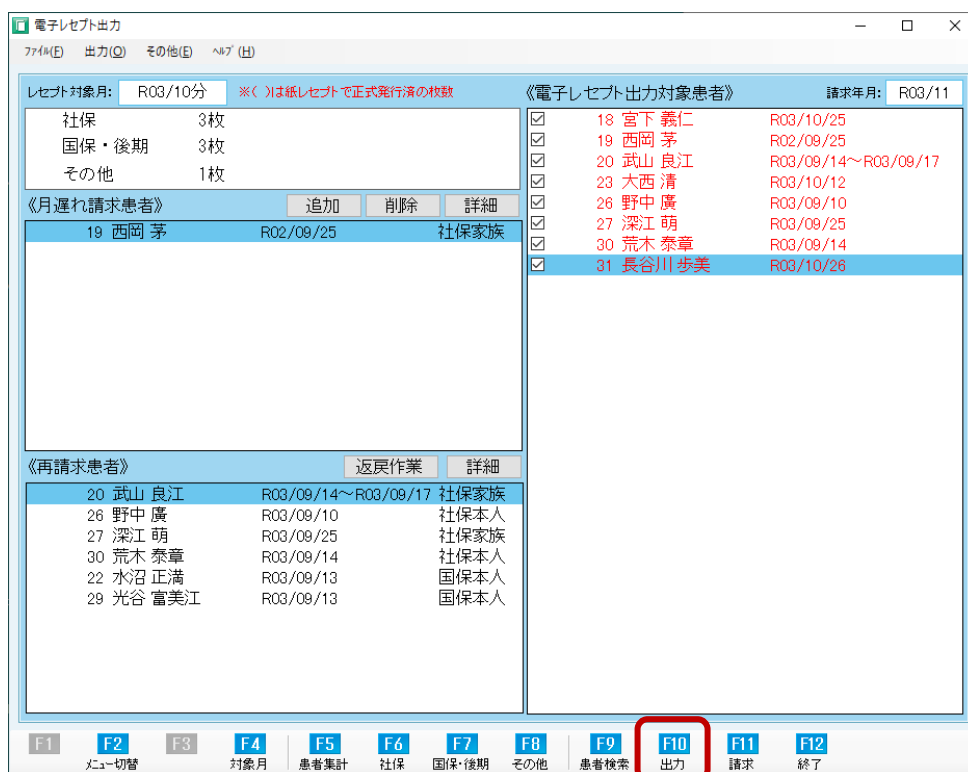 電子レセプト出力
ﾌｧｲﾙ(F) 出力(O) その他(E) ﾍﾙﾌﾟ(H)
レセプト対象月: R03/10分 ※( )は紙レセプトで正式発行済の枚数
社保 3枚
国保・後期 3枚
その他 1枚
《月遅れ請求患者》 追加 削除 詳細
19 西岡 茅 R02/09/25 社保家族
《再請求患者》 返戻作業 詳細
20 武山 良江 R03/09/14～R03/09/17 社保家族
26 野中 廣 R03/09/10 社保本人
27 深江 萌 R03/09/25 社保家族
30 荒木 泰章 R03/09/14 社保本人
22 水沼 正満 R03/09/13 国保本人
29 光谷 富美江 R03/09/13 国保本人
《電子レセプト出力対象患者》 請求年月: R03/11
18 宮下 義仁 R03/10/25
19 西岡 茅 R02/09/25
20 武山 良江 R03/09/14～R03/09/17
23 大西 清 R03/10/12
26 野中 廣 R03/09/10
27 深江 萌 R03/09/25
30 荒木 泰章 R03/09/14
31 長谷川 歩美 R03/10/26
F1 F2 F3 F4 F5 F6 F7 F8 F9 F10 F11 F12
ﾒﾆｭｰ切替 対象月 患者集計 社保 国保・後期 その他 患者検索 出力 請求 終了